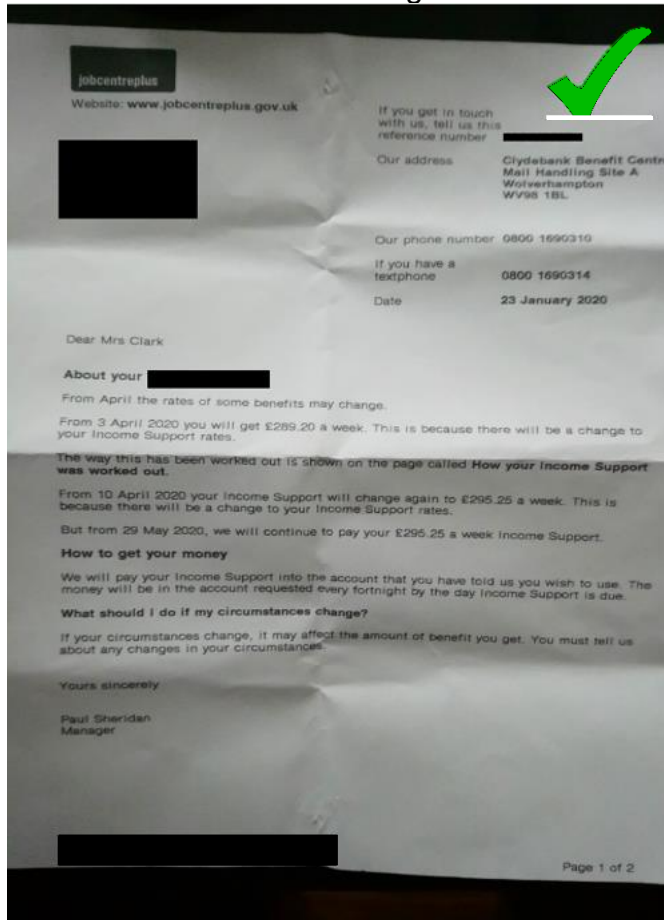 jobcentreplus
Website: www.jobcentreplus.gov.uk
If you get in touch
with us, tell us this
reference number
Our address Clydebank Benefit Centre
Mail Handling Site A
Wolverhampton
WV98 1BL
Our phone number 0800 1690310
If you have a
textphone 0800 1690314
Date 23 January 2020
Dear Mrs Clark
About your
From April the rates of some benefits may change.
From 3 April 2020 you will get £289.20 a week. This is because there will be a change to
your Income Support rates.
The way this has been worked out is shown on the page called How your Income Support
was worked out.
From 10 April 2020 your Income Support will change again to £295.25 a week. This is
because there will be a change to your Income Support rates.
But from 29 May 2020, we will continue to pay your £295.25 a week Income Support.
How to get your money
We will pay your Income Support into the account that you have told us you wish to use. The
money will be in the account requested every fortnight by the day Income Support is due.
What should I do if my circumstances change?
If your circumstances change, it may affect the amount of benefit you get. You must tell us
about any changes in your circumstances.
Yours sincerely
Paul Sheridan
Manager
Page 1 of 2